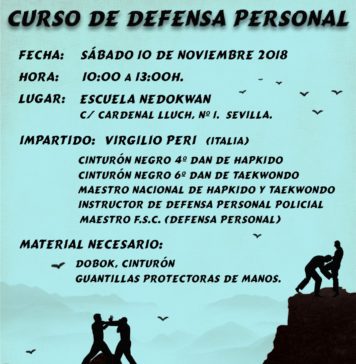 CURSO DE DEFENSA PERSONAL
FECHA: SÁBADO 10 DE NOVIEMBRE 2018
HORA: 10:00 A 13:00H.
LUGAR: ESCUELA NEDOKWAN
C/ CARDENAL LLUCH, Nº 1. SEVILLA.
IMPARTIDO: VIRGILIO PERI (ITALIA)
CINTURÓN NEGRO 4º DAN DE HAPKIDO
CINTURÓN NEGRO 6º DAN DE TAEKWONDO
MAESTRO NACIONAL DE HAPKIDO Y TAEKWONDO
INSTRUCTOR DE DEFENSA PERSONAL POLICIAL
MAESTRO F.S.C. (DEFENSA PERSONAL)
MATERIAL NECESARIO:
DOBOK, CINTURÓN
GUANTILLAS PROTECTORAS DE MANOS.